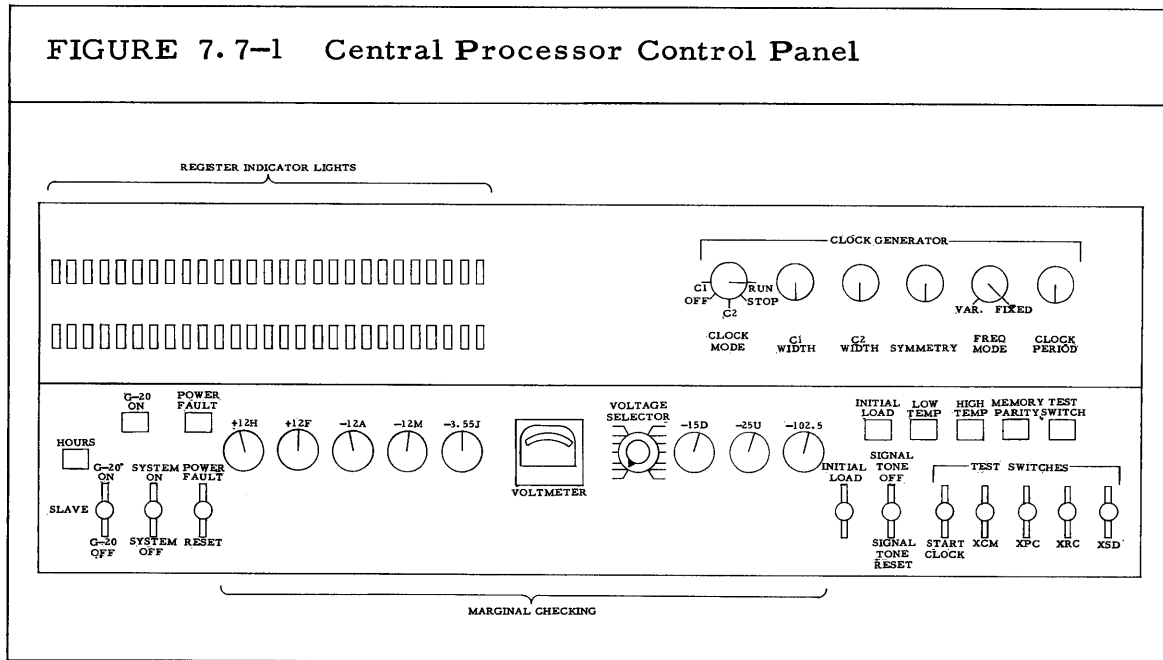 FIGURE 7.7-1 Central Processor Control Panel
REGISTER INDICATOR LIGHTS
CLOCK GENERATOR
C1
OFF
C2
RUN
STOP
CLOCK
MODE
C1
WIDTH
C2
WIDTH
SYMMETRY
VAR. FIXED
FREQ
MODE
CLOCK
PERIOD
G-20
ON
POWER
FAULT
HOURS
+12H
+12F
-12A
-12M
-3.55J
VOLTMETER
VOLTAGE
SELECTOR
-15D
-25U
-102.5
INITIAL
LOAD
LOW
TEMP
HIGH
TEMP
MEMORY
PARITY
TEST
SWITCH
G-20
ON
SYSTEM
ON
POWER
FAULT
SLAVE
G-20
OFF
SYSTEM
OFF
RESET
INITIAL
LOAD
SIGNAL
TONE
OFF
SIGNAL
TONE
RESET
TEST SWITCHES
START
CLOCK
XCM
XPC
XRC
XSD
MARGINAL CHECKING